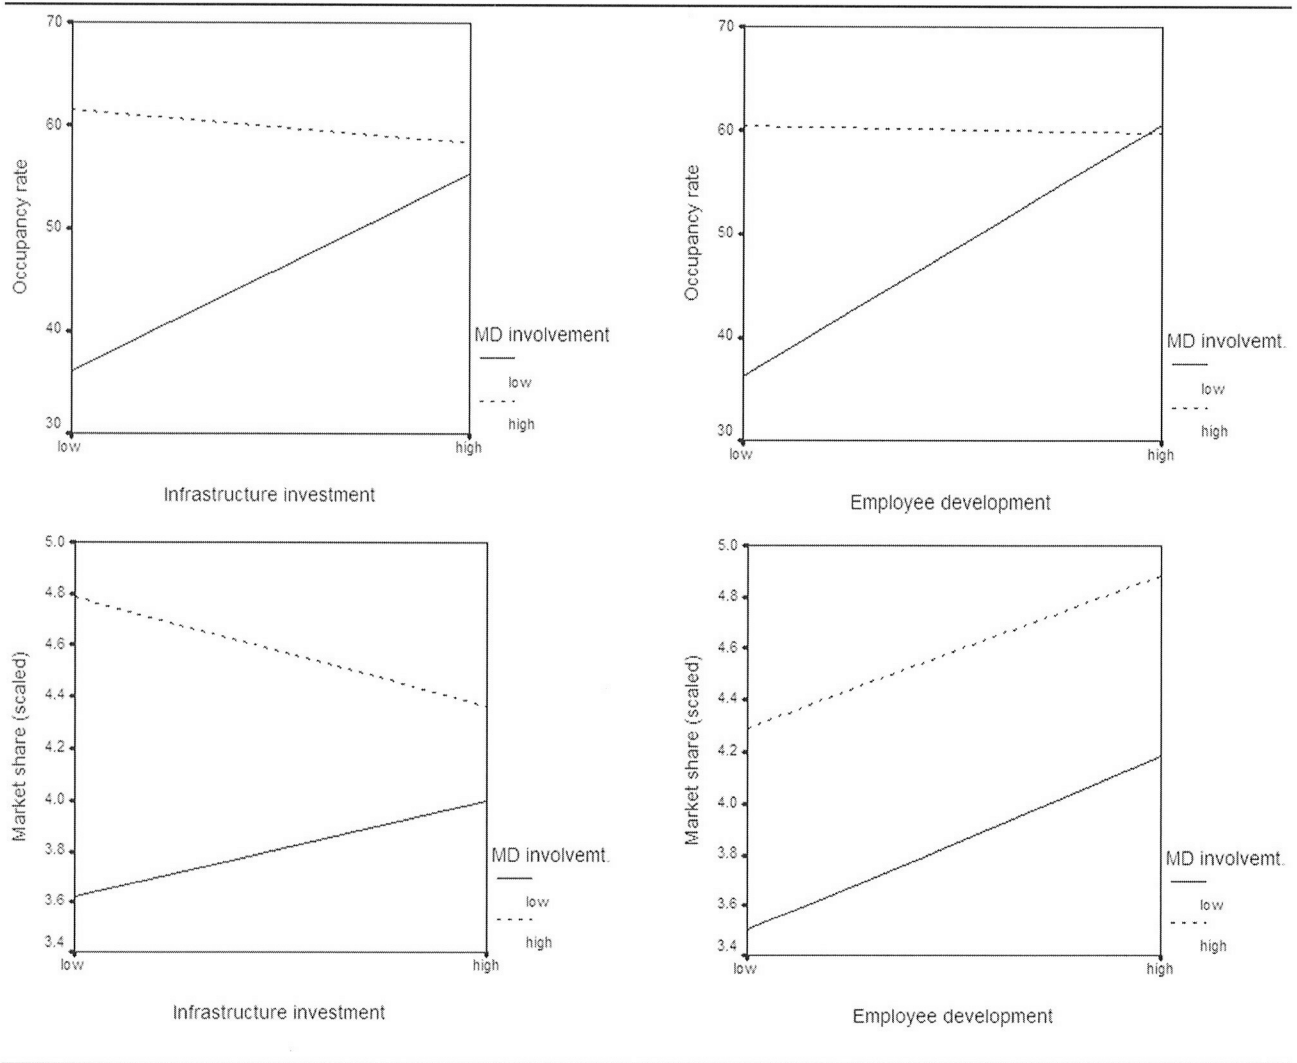 70
60
50
40
30
Occupancy rate
low
high
Infrastructure investment
MD involvement
low
high
70
60
50
40
30
Occupancy rate
low
high
Employee development
MD involvemt.
low
high
5.0
4.8
4.6
4.4
4.2
4.0
3.8
3.6
3.4
Market share (scaled)
low
high
Infrastructure investment
MD involvemt.
low
high
5.0
4.8
4.6
4.4
4.2
4.0
3.8
3.6
3.4
Market share (scaled)
low
high
Employee development
MD involvemt.
low
high